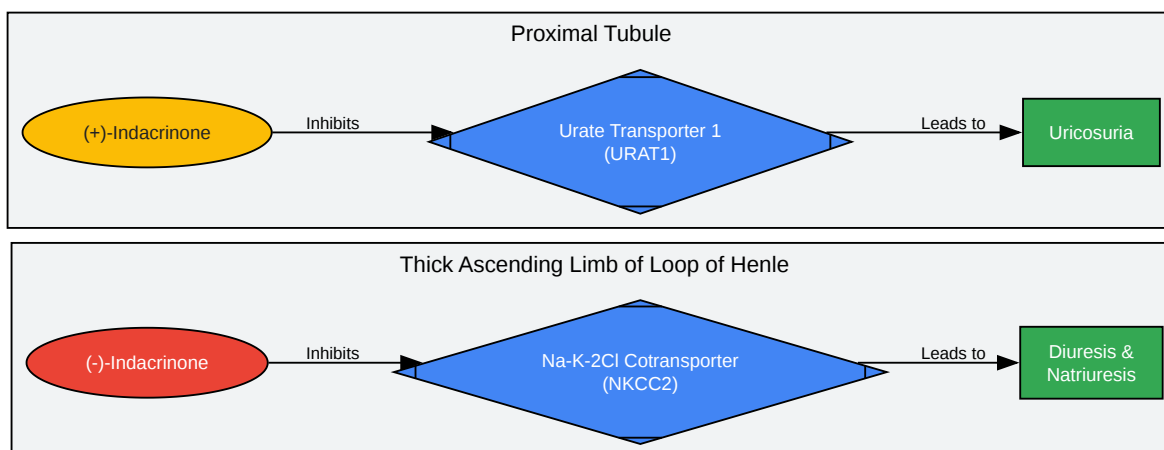 Proximal Tubule
(+)-Indacrinone
Inhibits
Urate Transporter 1
(URAT1)
Leads to
Uricosuria
Thick Ascending Limb of Loop of Henle
(-)-Indacrinone
Inhibits
Na-K-2Cl Cotransporter
(NKCC2)
Leads to
Diuresis &
Natriuresis